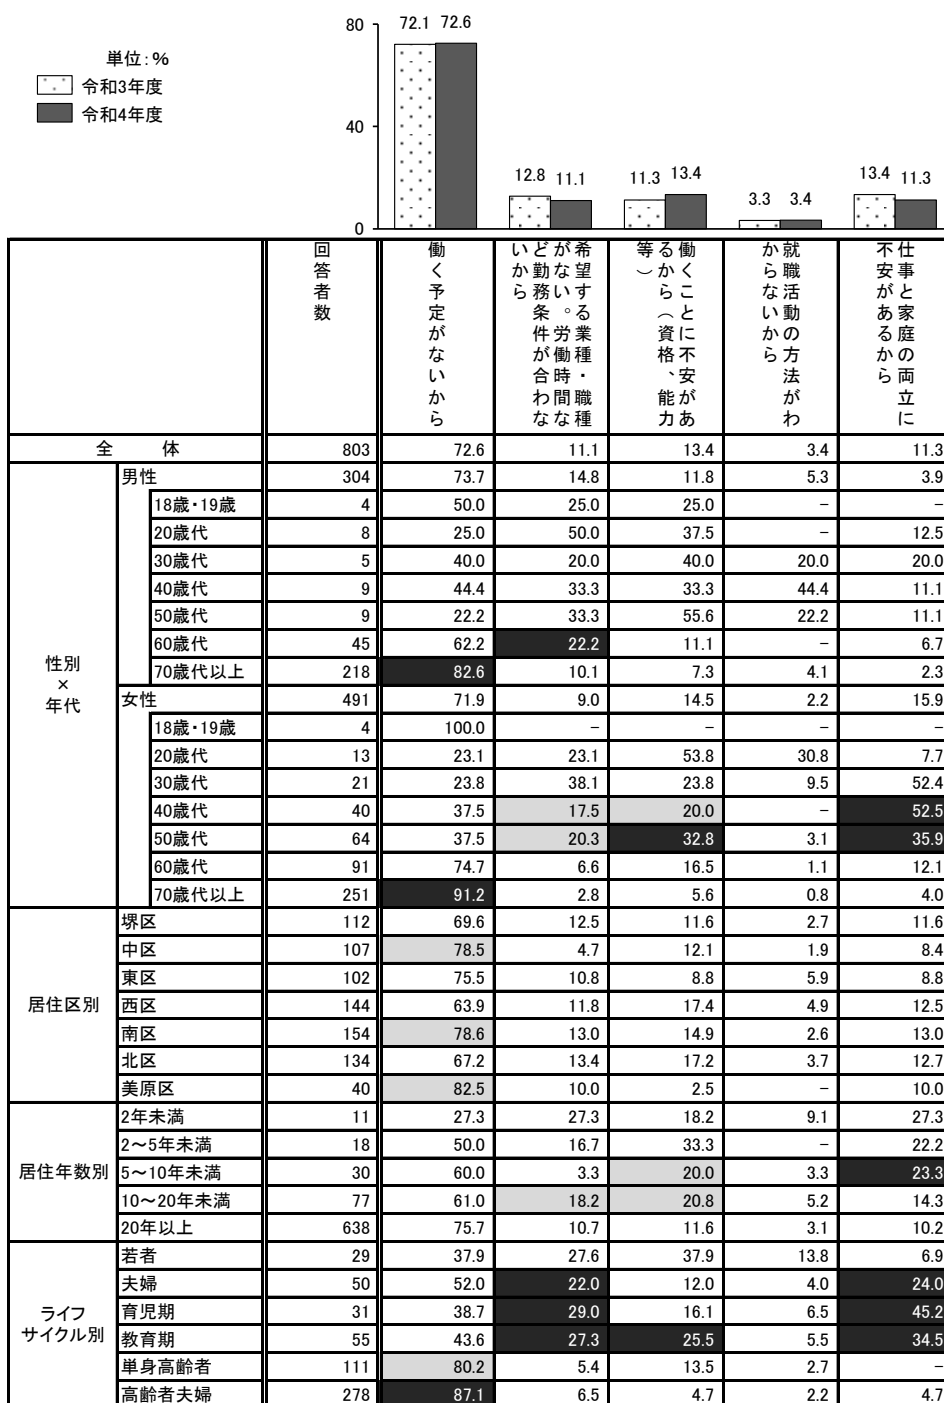 単位:%
令和3年度
令和4年度
80
40
0
72.1 72.6
12.8 11.1
11.3 13.4
3.3 3.4
13.4 11.3
回答者数
働く予定がないから
希望する業種・職種
がない。労働時間な
ど勤務条件が合わな
いから
働くことに不安があ
るから（資格、能力
等）
就職活動の方法がわ
からないから
仕事と家庭の両立に
不安があるから
全 体 803 72.6 11.1 13.4 3.4 11.3
性別
×
年代
男性 304 73.7 14.8 11.8 5.3 3.9
18歳・19歳 4 50.0 25.0 25.0 − −
20歳代 8 25.0 50.0 37.5 − 12.5
30歳代 5 40.0 20.0 40.0 20.0 20.0
40歳代 9 44.4 33.3 33.3 44.4 11.1
50歳代 9 22.2 33.3 55.6 22.2 11.1
60歳代 45 62.2 22.2 11.1 − 6.7
70歳代以上 218 82.6 10.1 7.3 4.1 2.3
女性 491 71.9 9.0 14.5 2.2 15.9
18歳・19歳 4 100.0 − − − −
20歳代 13 23.1 23.1 53.8 30.8 7.7
30歳代 21 23.8 38.1 23.8 9.5 52.4
40歳代 40 37.5 17.5 20.0 − 52.5
50歳代 64 37.5 20.3 32.8 3.1 35.9
60歳代 91 74.7 6.6 16.5 1.1 12.1
70歳代以上 251 91.2 2.8 5.6 0.8 4.0
居住区別
堺区 112 69.6 12.5 11.6 2.7 11.6
中区 107 78.5 4.7 12.1 1.9 8.4
東区 102 75.5 10.8 8.8 5.9 8.8
西区 144 63.9 11.8 17.4 4.9 12.5
南区 154 78.6 13.0 14.9 2.6 13.0
北区 134 67.2 13.4 17.2 3.7 12.7
美原区 40 82.5 10.0 2.5 − 10.0
居住年数別
2年未満 11 27.3 27.3 18.2 9.1 27.3
2～5年未満 18 50.0 16.7 33.3 − 22.2
5～10年未満 30 60.0 3.3 20.0 3.3 23.3
10～20年未満 77 61.0 18.2 20.8 5.2 14.3
20年以上 638 75.7 10.7 11.6 3.1 10.2
ライフ
サイクル別
若者 29 37.9 27.6 37.9 13.8 6.9
夫婦 50 52.0 22.0 12.0 4.0 24.0
育児期 31 38.7 29.0 16.1 6.5 45.2
教育期 55 43.6 27.3 25.5 5.5 34.5
単身高齢者 111 80.2 5.4 13.5 2.7 −
高齢者夫婦 278 87.1 6.5 4.7 2.2 4.7